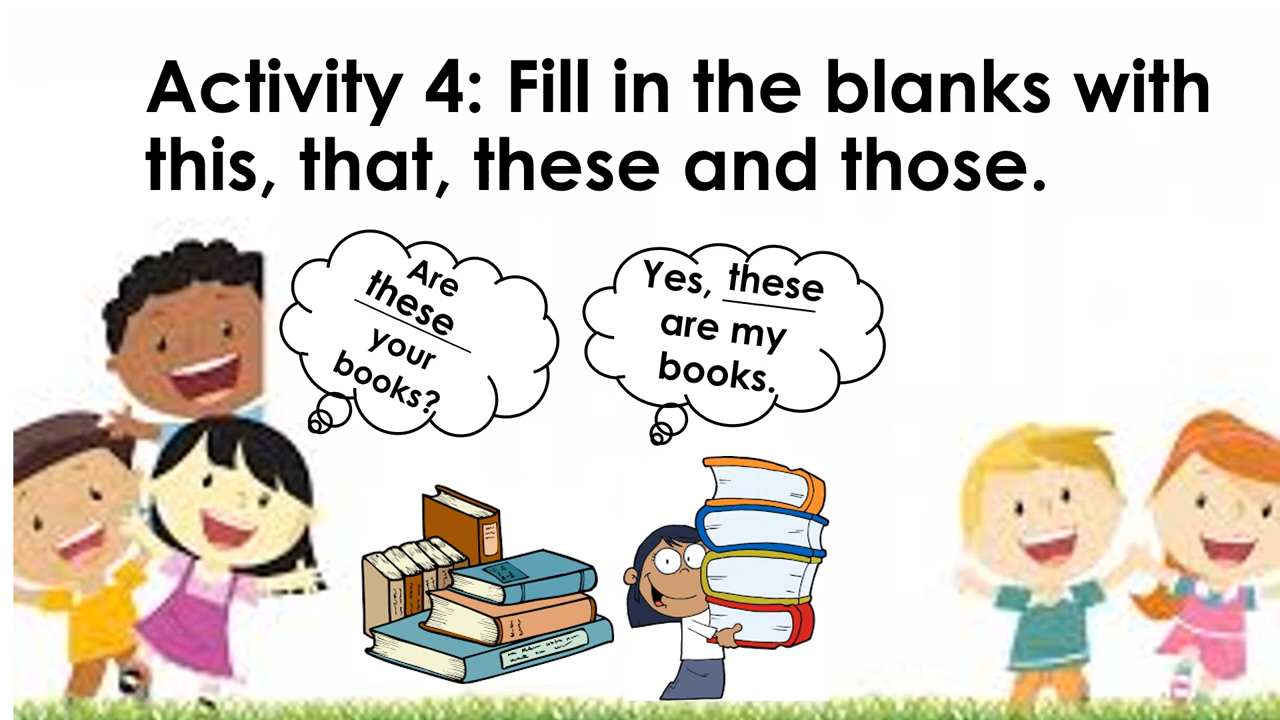 Activity 4: Fill in the blanks with
this, that, these and those.
Are
these
your
books?
Yes, these
are my
books.